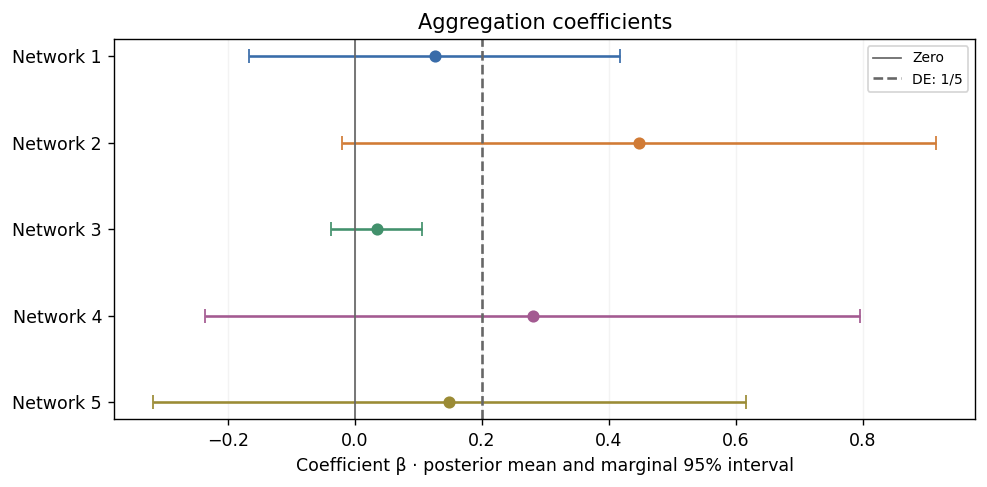 Aggregation coefficients
Network 1
Network 2
Network 3
Network 4
Network 5
Zero
DE: 1/5
−0.2 0.0 0.2 0.4 0.6 0.8
Coefficient β · posterior mean and marginal 95% interval